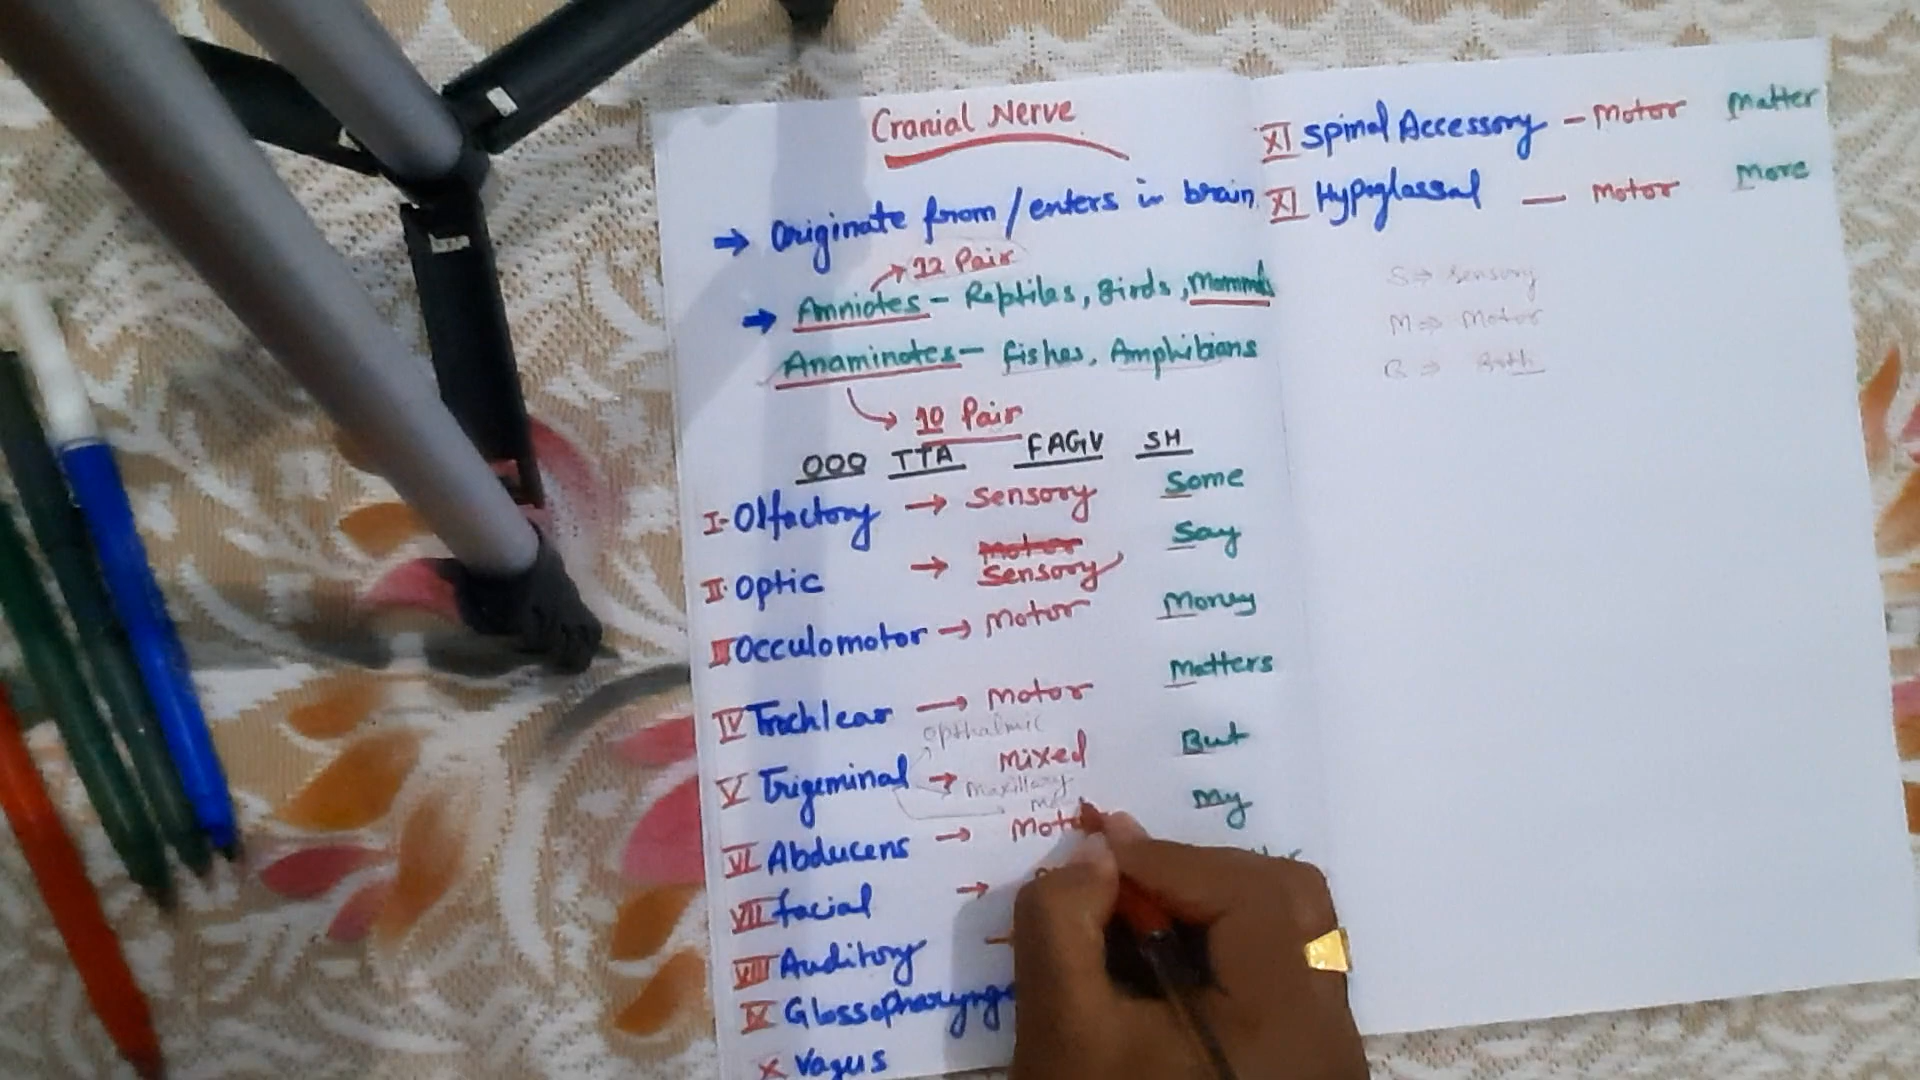 Cranial Nerve
⇒ Originate from / enters in brain.
→ 12 Pair
⇒ Amniotes - Reptiles, Birds, Mammals
Anaminotes - fishes, Amphibians
→ 10 Pair
OOO TTA FAGV SH
I- Olfactory → Sensory Some
II. Optic → Motor Sensory Say
III Occulomotor → Motor Money
IV Trochlear → Motor Matters
opthalmic
V Trigeminal → Mixed But
Maxillary
VI Abducens → Motor My
VII facial →
VIII Auditory
IX Glossopharynge
X Vagus
XI Spinal Accessory - Motor Matter
XI Hypoglassal — Motor More
S ⇒ Sensory
M ⇒ Motor
B ⇒ Both